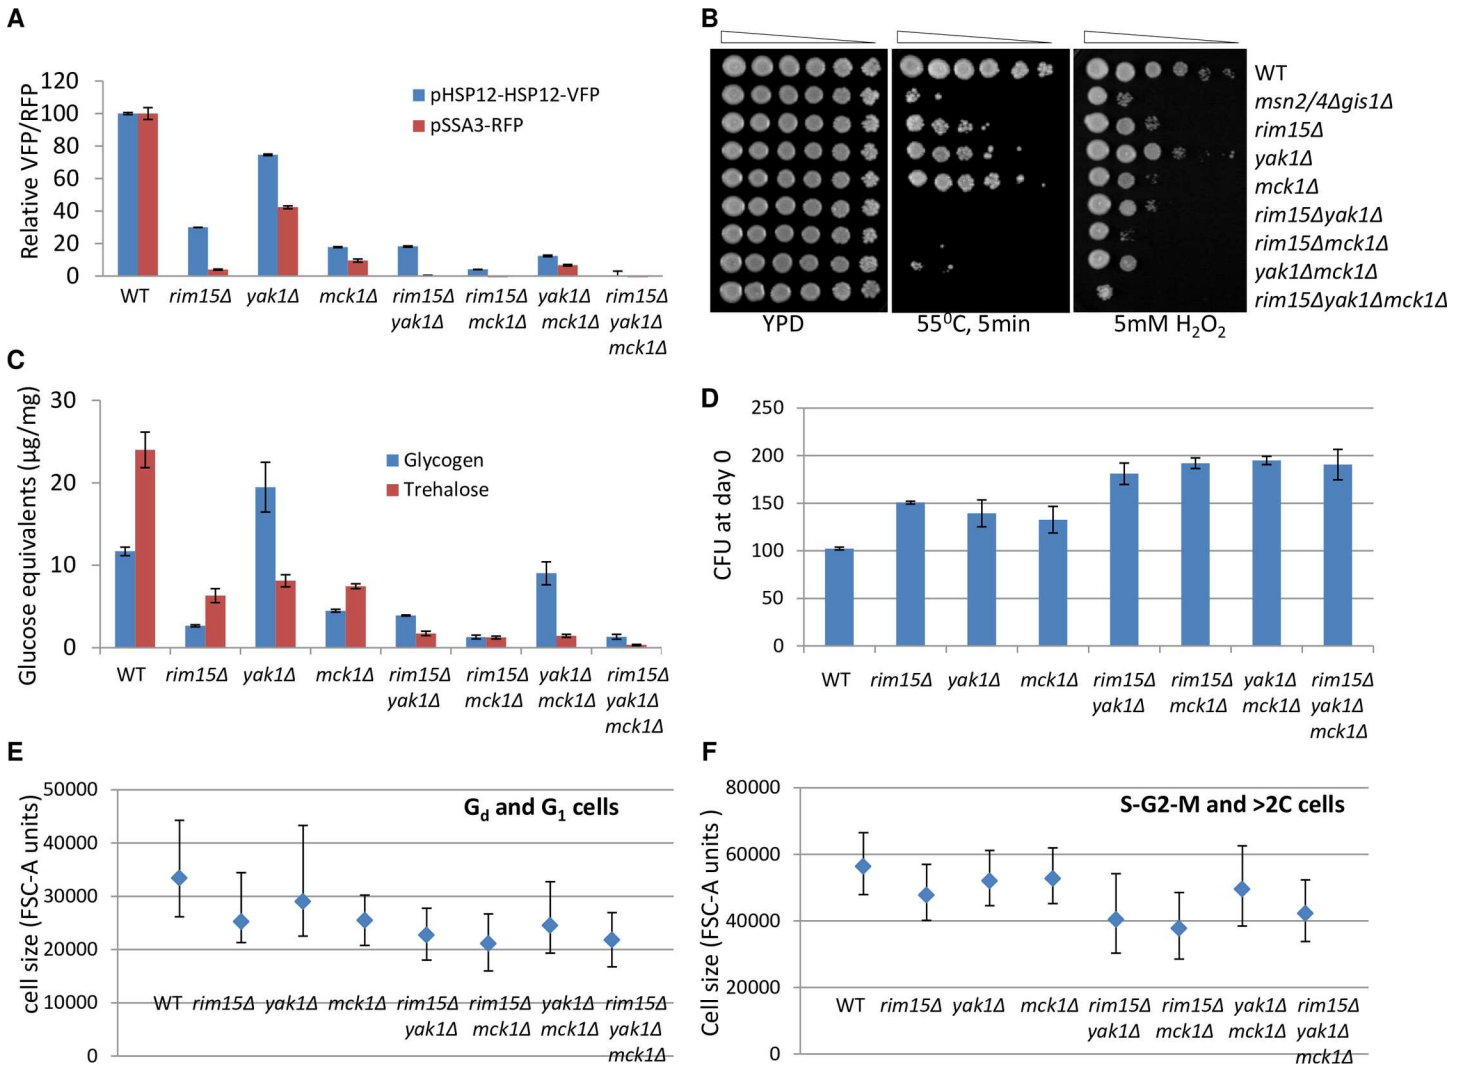 A
120
100
80
60
40
20
0
Relative VFP/RFP
pHSP12-HSP12-VFP
pSSA3-RFP
WT rim15Δ yak1Δ mck1Δ rim15Δ rim15Δ yak1Δ rim15Δ
yak1Δ mck1Δ mck1Δ yak1Δ
mck1Δ
B
WT
msn2/4Δgis1Δ
rim15Δ
yak1Δ
mck1Δ
rim15Δyak1Δ
rim15Δmck1Δ
yak1Δmck1Δ
rim15Δyak1Δmck1Δ
YPD 55⁰C, 5min 5mM H₂O₂
C
30
20
10
0
Glucose equivalents (µg/mg)
Glycogen
Trehalose
WT rim15Δ yak1Δ mck1Δ rim15Δ rim15Δ yak1Δ rim15Δ
yak1Δ mck1Δ mck1Δ yak1Δ
mck1Δ
D
250
200
150
100
50
0
CFU at day 0
WT rim15Δ yak1Δ mck1Δ rim15Δ rim15Δ yak1Δ rim15Δ
yak1Δ mck1Δ mck1Δ yak1Δ
mck1Δ
E
50000
40000
30000
20000
10000
0
cell size (FSC-A units)
G_d and G₁ cells
WT rim15Δ yak1Δ mck1Δ rim15Δ rim15Δ yak1Δ rim15Δ
yak1Δ mck1Δ mck1Δ yak1Δ
mck1Δ
F
80000
60000
40000
20000
0
Cell size (FSC-A units )
S-G2-M and >2C cells
WT rim15Δ yak1Δ mck1Δ rim15Δ rim15Δ yak1Δ rim15Δ
yak1Δ mck1Δ mck1Δ yak1Δ
mck1Δ